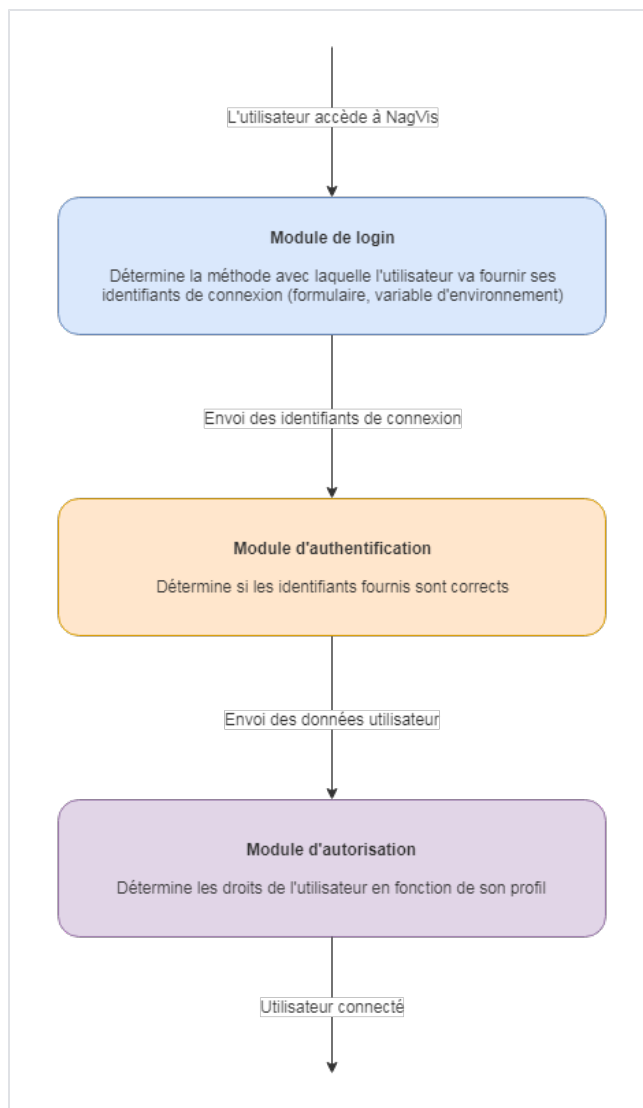 L'utilisateur accède à NagVis
Module de login
Détermine la méthode avec laquelle l'utilisateur va fournir ses
identifiants de connexion (formulaire, variable d'environnement)
Envoi des identifiants de connexion
Module d'authentification
Détermine si les identifiants fournis sont corrects
Envoi des données utilisateur
Module d'autorisation
Détermine les droits de l'utilisateur en fonction de son profil
Utilisateur connecté